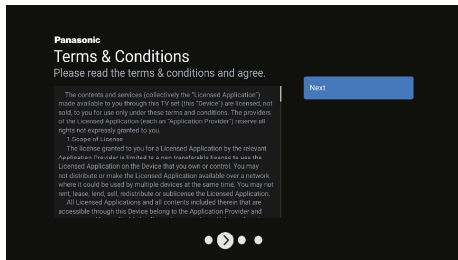 Panasonic
Terms & Conditions
Please read the terms & conditions and agree.
The contents and services (collectively the "Licensed Application")
made available to you through this TV set (this "Device") are licensed, not
sold, to you for use only under these terms and conditions. The providers
of the Licensed Application (each an "Application Provider") reserve all
rights not expressly granted to you.
1.Scope of License
The license granted to you for a Licensed Application by the relevant
Application Provider is limited to a non transferable license to use the
Licensed Application on the Device that you own or control. You may
not distribute or make the Licensed Application available over a network
where it could be used by multiple devices at the same time. You may not
rent, lease, lend, sell, redistribute or sublicense the Licensed Application.
All Licensed Applications and all contents included therein that are
accessible through this Device belong to the Application Provider and
Next